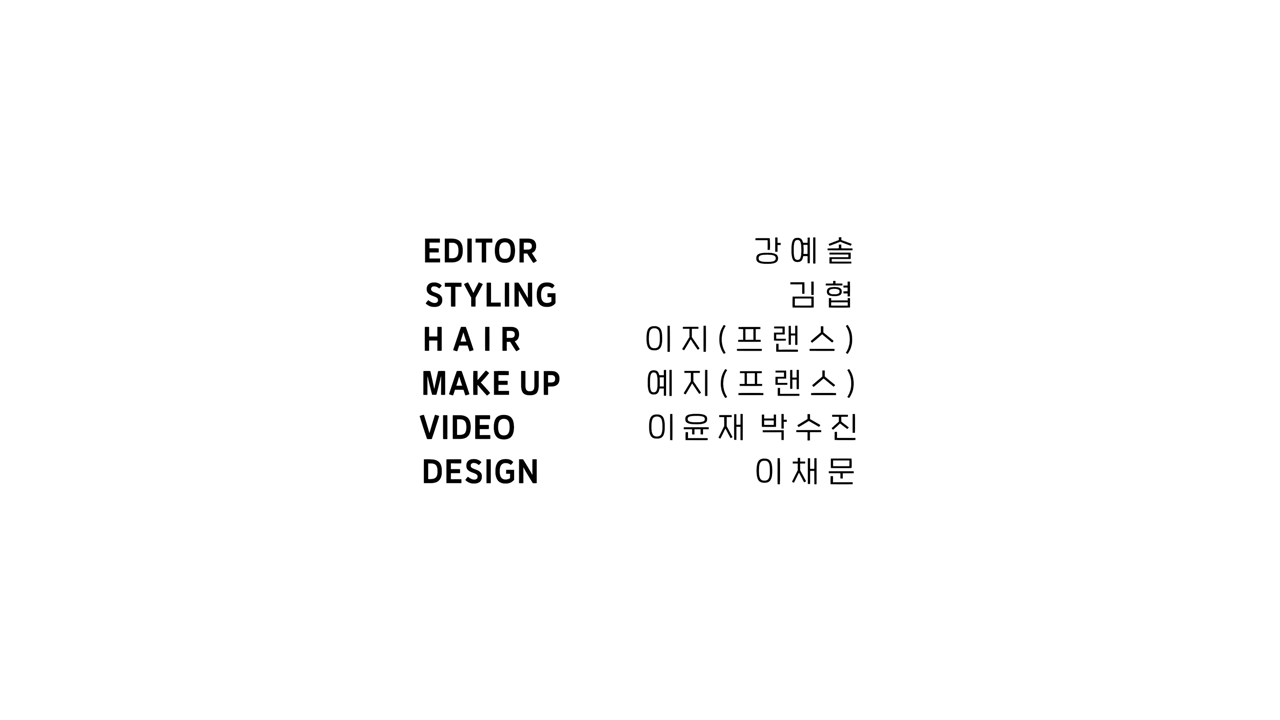 EDITOR 강예솔
STYLING 김협
HAIR 이지(프랜스)
MAKE UP 예지(프랜스)
VIDEO 이윤재 박수진
DESIGN 이채문